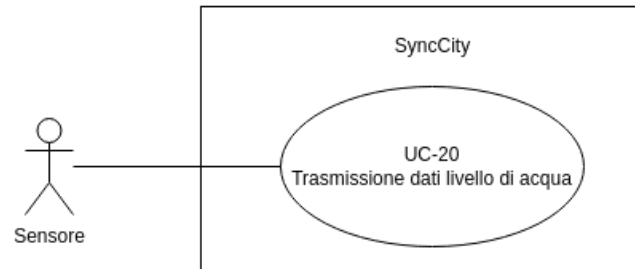 SyncCity
UC-20
Trasmissione dati livello di acqua
Sensore